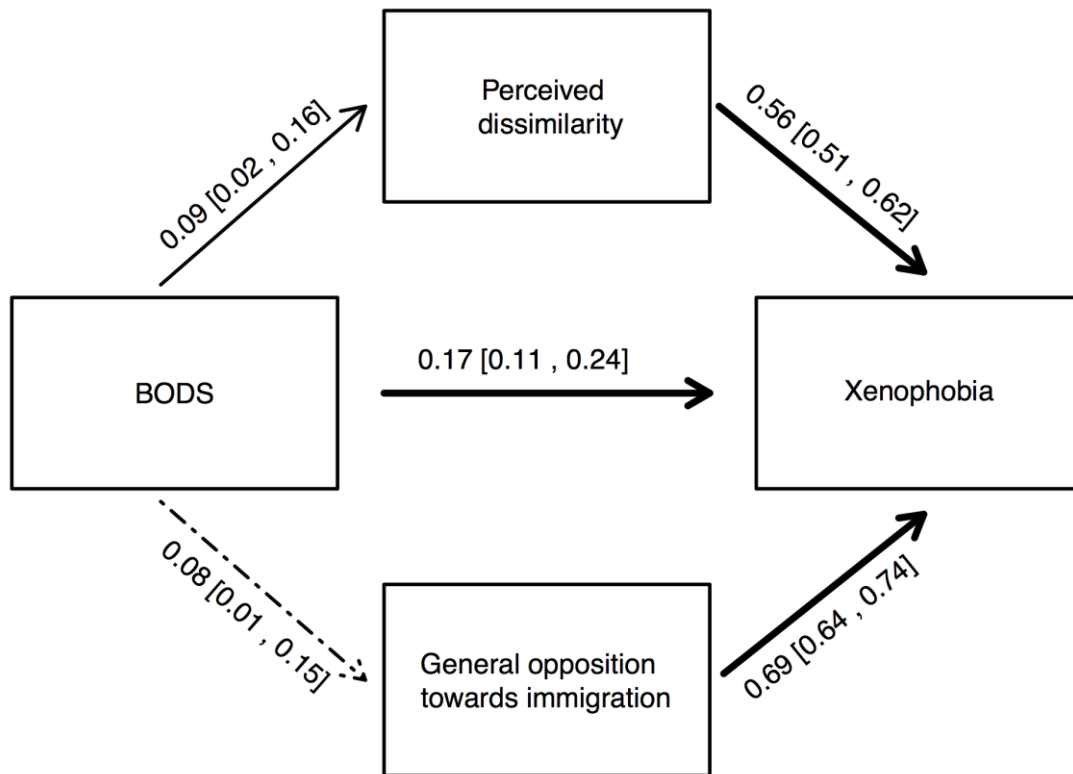 Perceived
dissimilarity
0.09 [0.02 , 0.16]
0.56 [0.51 , 0.62]
BODS
0.17 [0.11 , 0.24]
Xenophobia
0.08 [0.01 , 0.15]
General opposition
towards immigration
0.69 [0.64 , 0.74]